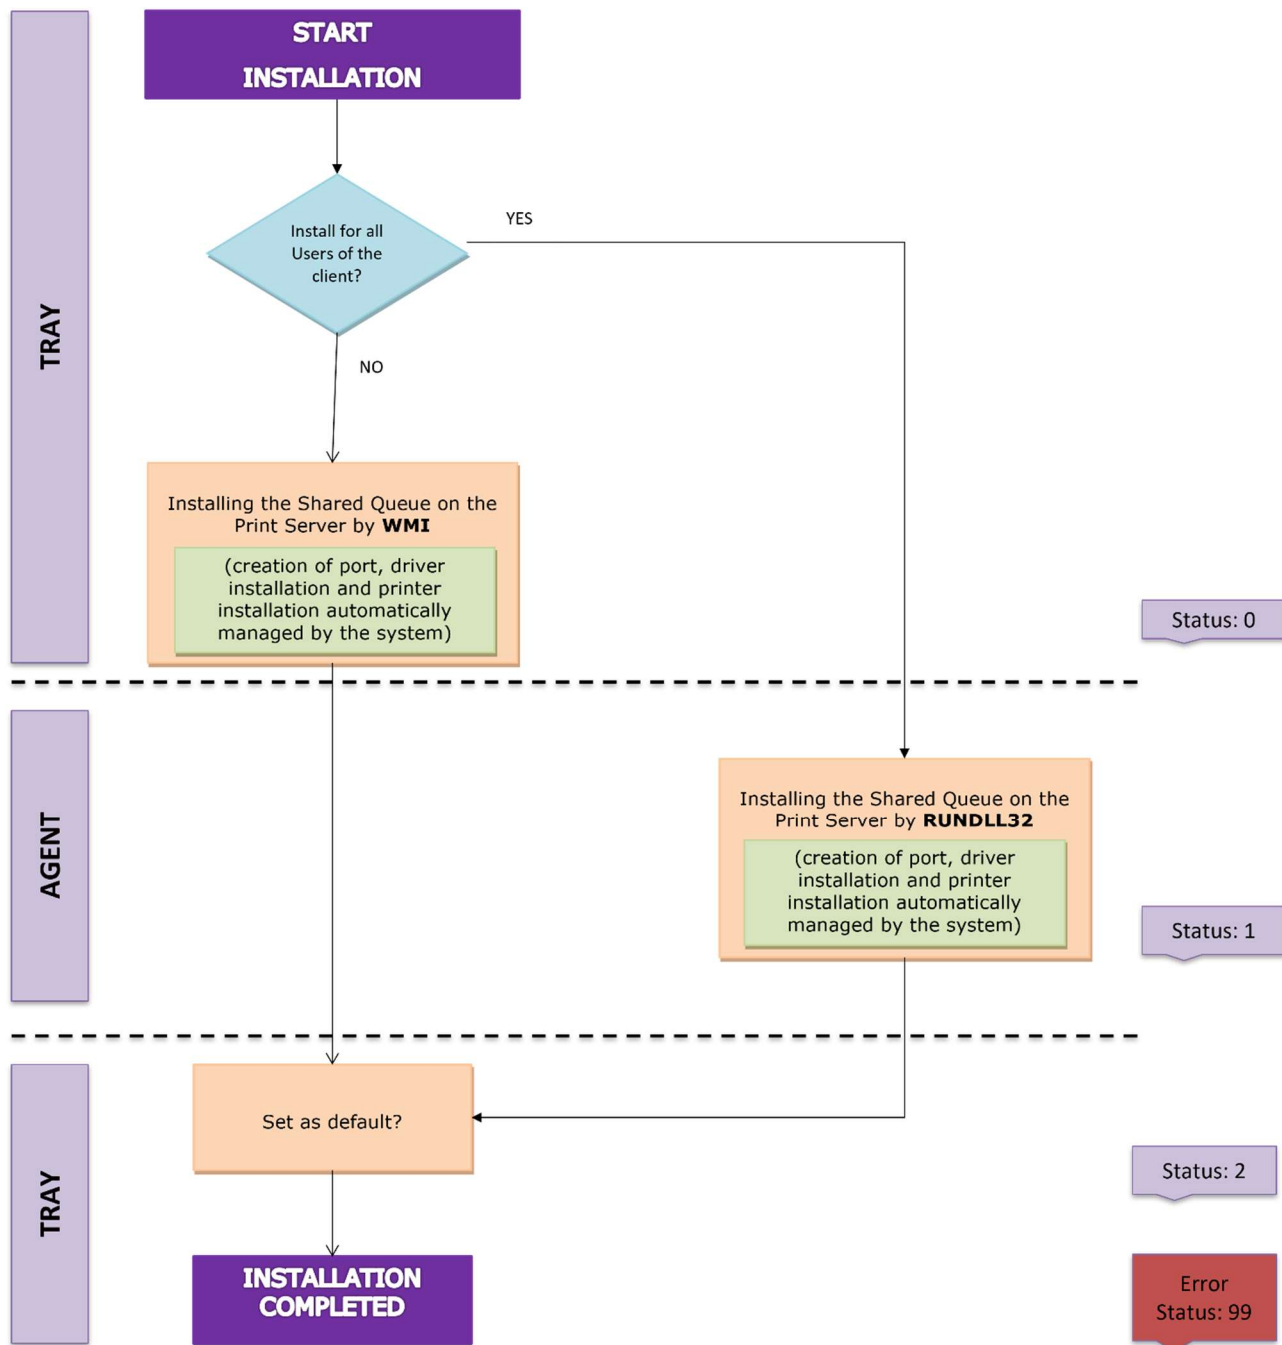 START
INSTALLATION
TRAY
Install for all
Users of the
client?
YES
NO
Installing the Shared Queue on the
Print Server by WMI
(creation of port, driver
installation and printer
installation automatically
managed by the system)
Status: 0
AGENT
Installing the Shared Queue on the
Print Server by RUNDLL32
(creation of port, driver
installation and printer
installation automatically
managed by the system)
Status: 1
TRAY
Set as default?
Status: 2
INSTALLATION
COMPLETED
Error
Status: 99